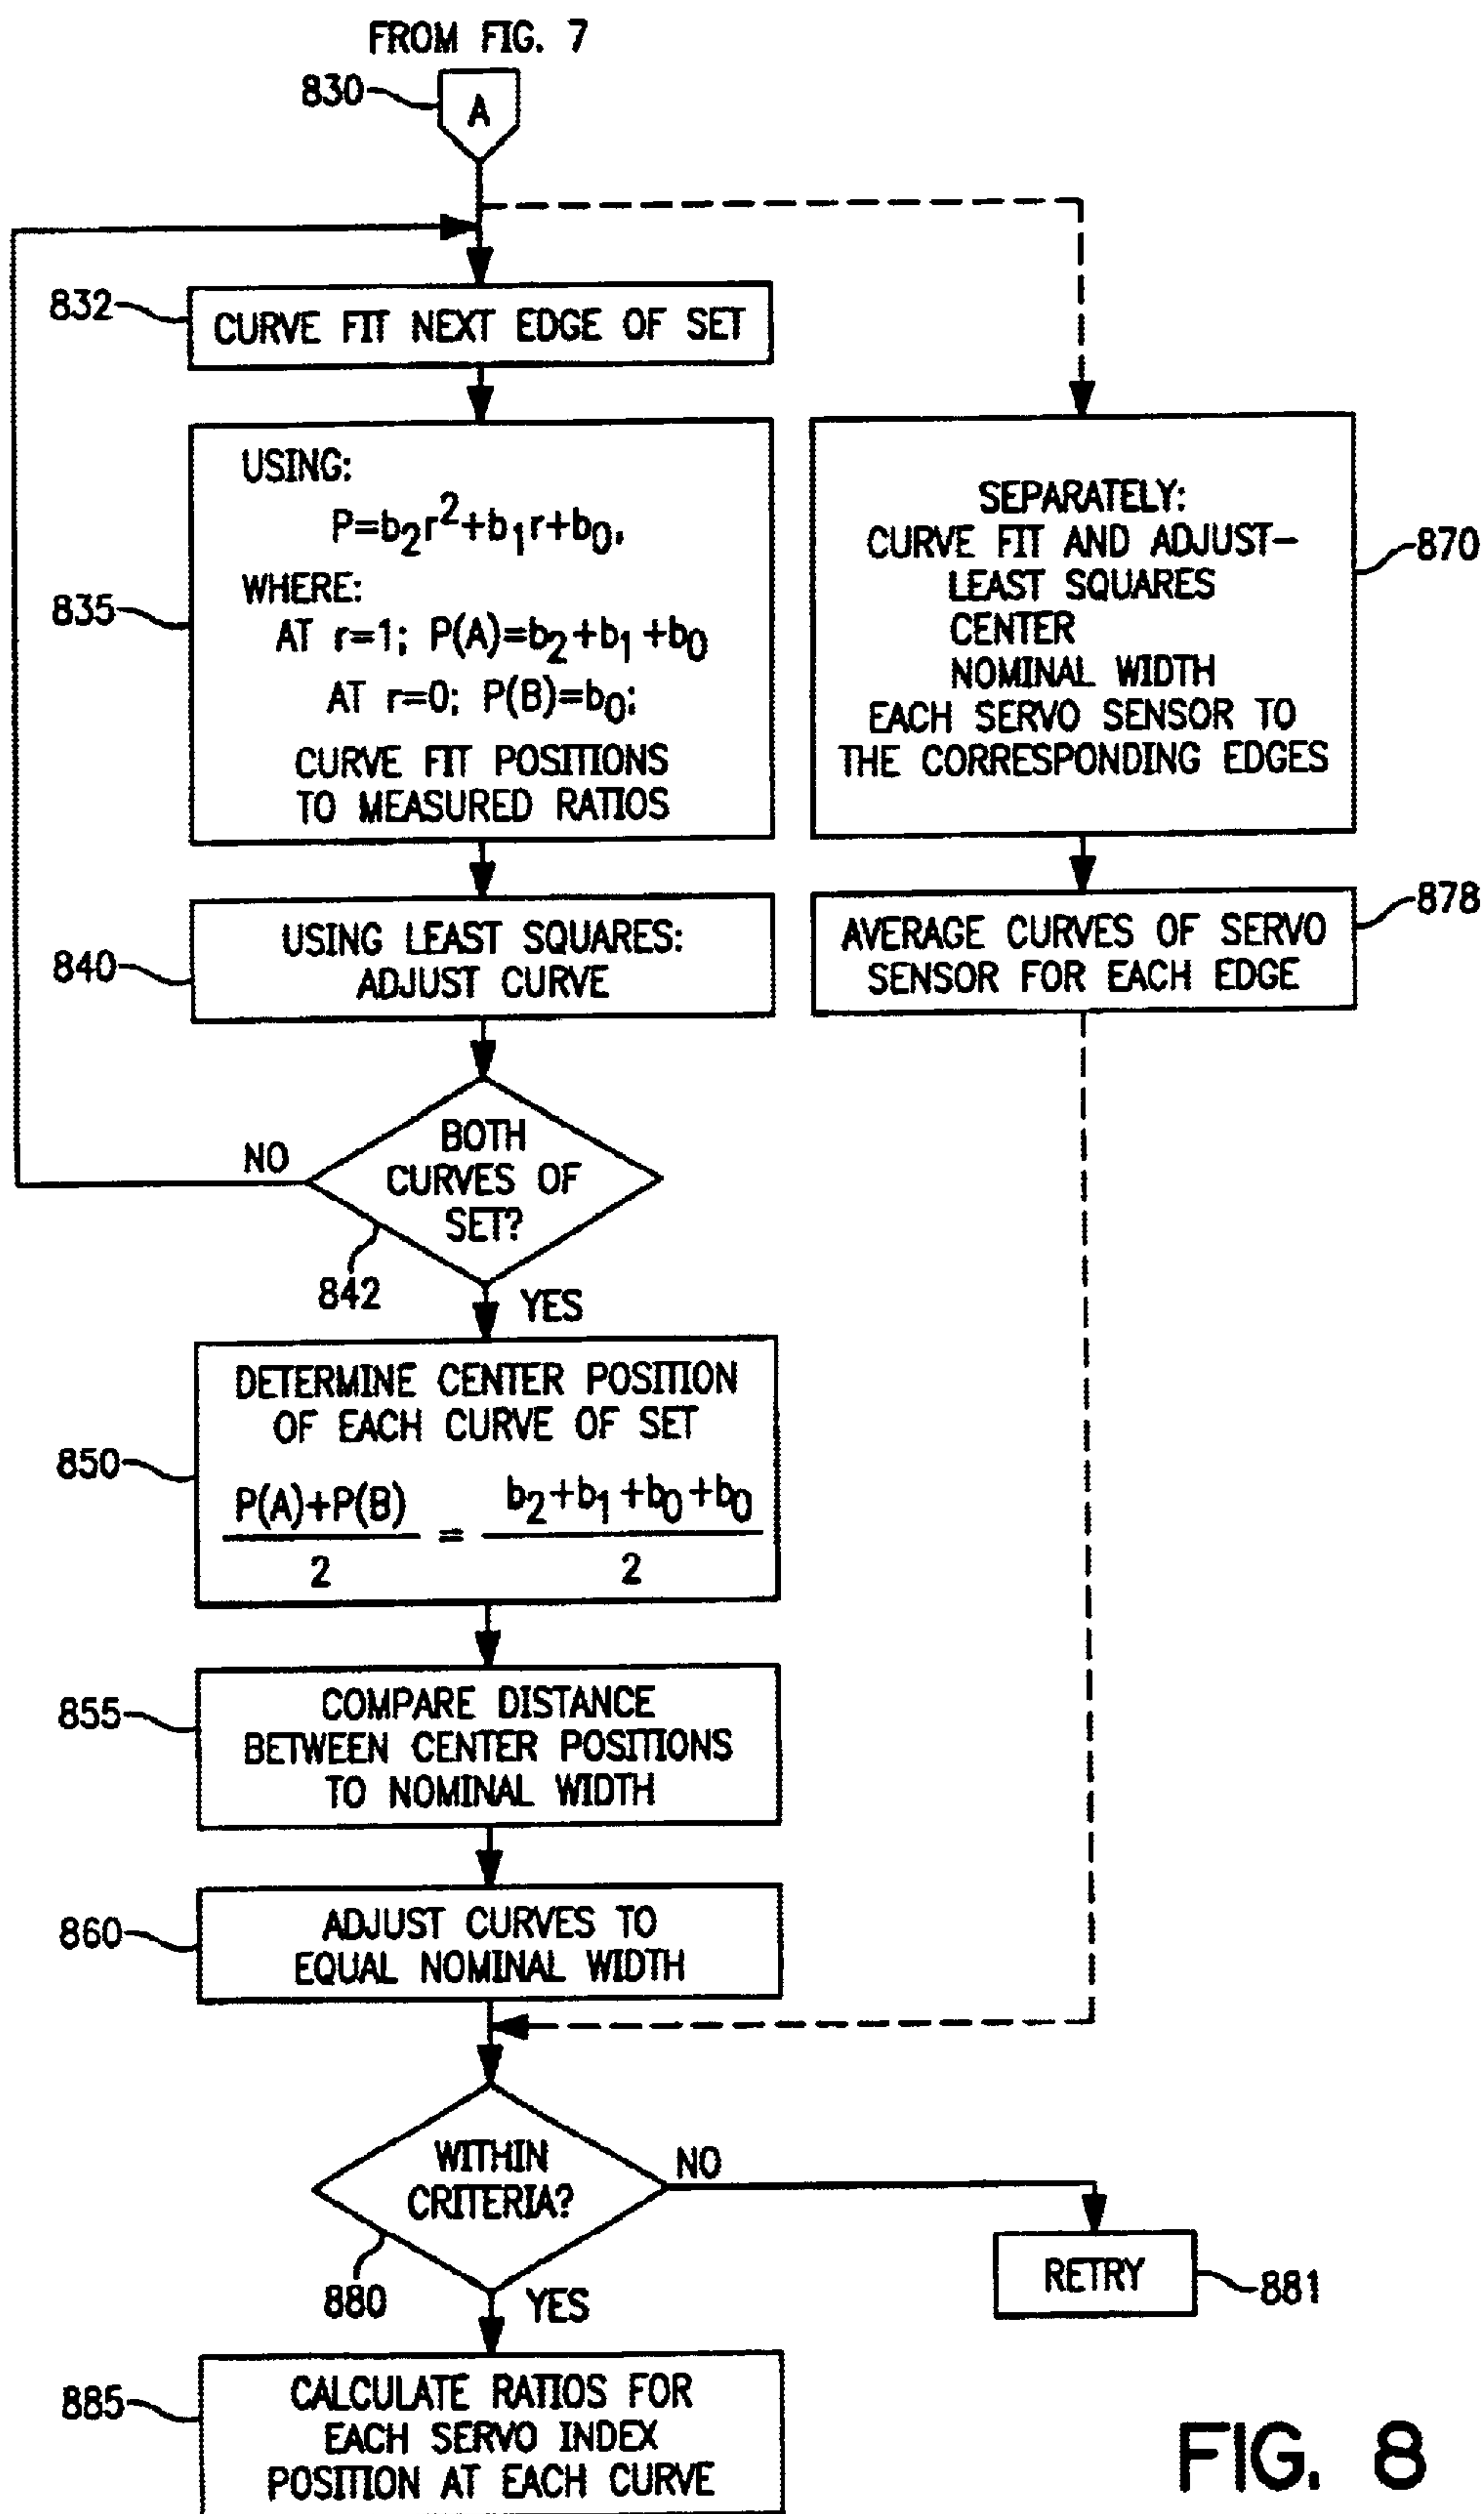 FROM FIG. 7
830
A
832
CURVE FIT NEXT EDGE OF SET
835
USING:
P=b₂r²+b₁r+b₀,
WHERE:
AT r=1; P(A)=b₂+b₁+b₀
AT r=0; P(B)=b₀;
CURVE FIT POSITIONS
TO MEASURED RATIOS
SEPARATELY:
CURVE FIT AND ADJUST-
LEAST SQUARES
CENTER
NOMINAL WIDTH
EACH SERVO SENSOR TO
THE CORRESPONDING EDGES
870
840
USING LEAST SQUARES:
ADJUST CURVE
AVERAGE CURVES OF SERVO
SENSOR FOR EACH EDGE
878
BOTH
CURVES OF
SET?
NO
842
YES
850
DETERMINE CENTER POSITION
OF EACH CURVE OF SET
P(A)+P(B) / 2 = b₂+b₁+b₀+b₀ / 2
855
COMPARE DISTANCE
BETWEEN CENTER POSITIONS
TO NOMINAL WIDTH
860
ADJUST CURVES TO
EQUAL NOMINAL WIDTH
WITHIN
CRITERIA?
NO
880
YES
RETRY
881
885
CALCULATE RATIOS FOR
EACH SERVO INDEX
POSITION AT EACH CURVE
FIG. 8